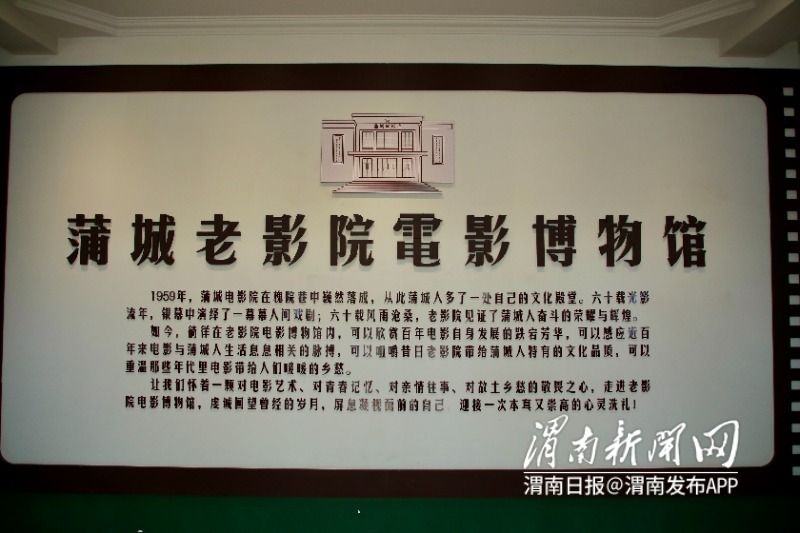 蒲城老影院電影博物馆
1959年，蒲城电影院在槐院巷中巍然落成，从此蒲城人多了一处自己的文化殿堂。六十载光影
流年，银幕中演绎了一幕幕人间戏剧；六十载风雨沧桑，老影院见证了蒲城人奋斗的荣耀与辉煌。
如今，徜徉在老影院电影博物馆内，可以欣赏百年电影自身发展的跌宕芳华，可以感应近百
年来电影与蒲城人生活息息相关的脉搏，可以咀嚼昔日老影院带给蒲城人特有的文化品质，可以
重温那些年代里电影带给人们暖暖的乡愁。
让我们怀着一颗对电影艺术、对青春记忆、对亲情往事、对故土乡愁的敬畏之心，走进老影
院电影博物馆，虔诚回望曾经的岁月，屏息凝视面前的自己，迎接一次本真又崇高的心灵洗礼！
渭南新闻网
渭南日报@渭南发布APP